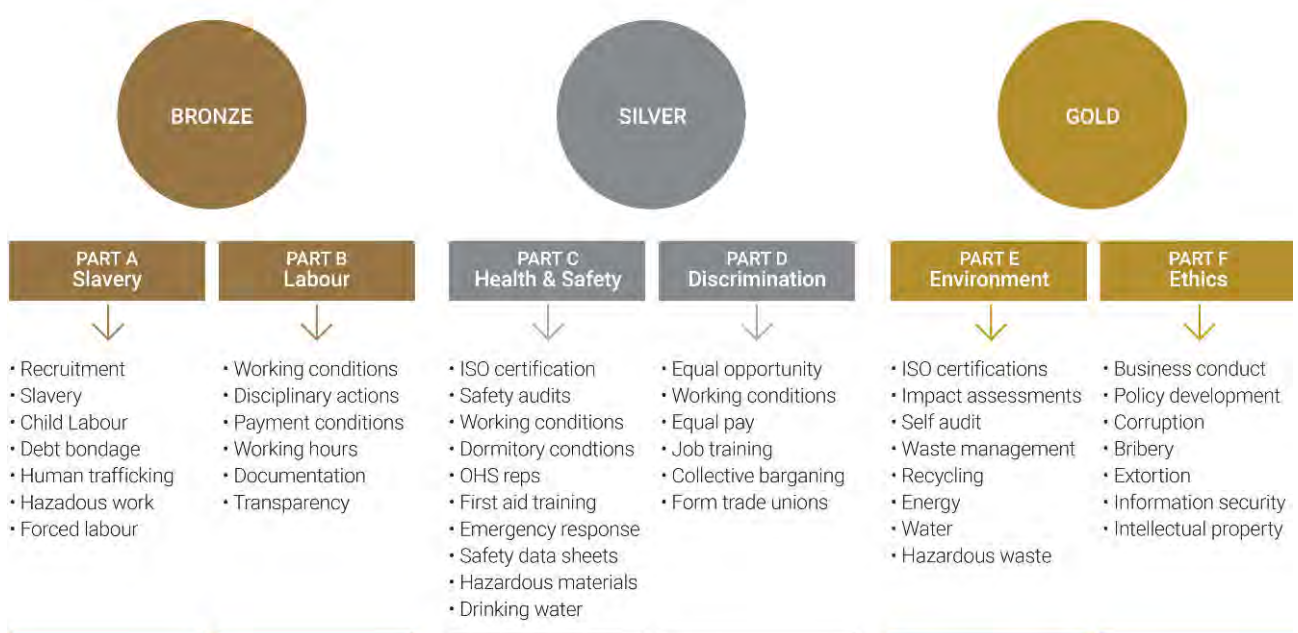 BRONZE
SILVER
GOLD
PART A
Slavery
PART B
Labour
PART C
Health & Safety
PART D
Discrimination
PART E
Environment
PART F
Ethics
• Recruitment
• Slavery
• Child Labour
• Debt bondage
• Human trafficking
• Hazadous work
• Forced labour
• Working conditions
• Disciplinary actions
• Payment conditions
• Working hours
• Documentation
• Transparency
• ISO certification
• Safety audits
• Working conditions
• Dormitory condtions
• OHS reps
• First aid training
• Emergency response
• Safety data sheets
• Hazardous materials
• Drinking water
• Equal opportunity
• Working conditions
• Equal pay
• Job training
• Collective barganing
• Form trade unions
• ISO certifications
• Impact assessments
• Self audit
• Waste management
• Recycling
• Energy
• Water
• Hazardous waste
• Business conduct
• Policy development
• Corruption
• Bribery
• Extortion
• Information security
• Intellectual property